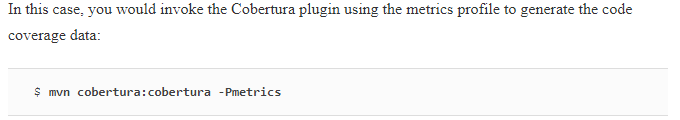 In this case, you would invoke the Cobertura plugin using the metrics profile to generate the code
coverage data:
$ mvn cobertura:cobertura -Pmetrics